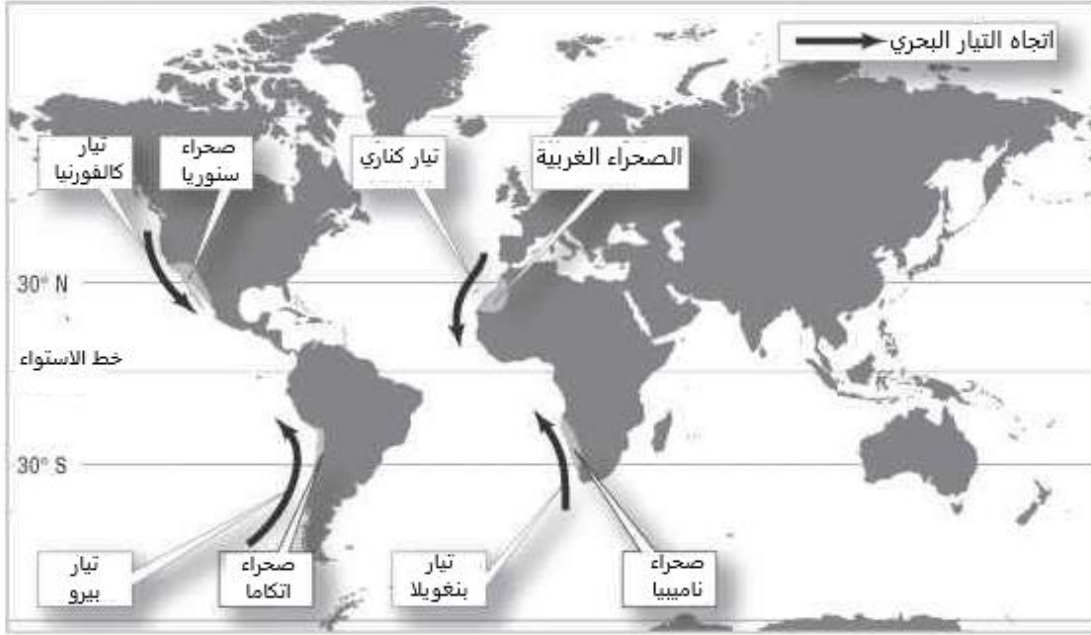 اتجاه التيار البحري
تيار
كالفورنيا
صحراء
سنوريا
تيار كناري
الصحراء الغربية
30° N
خط الاستواء
30° S
تيار
بيرو
صحراء
اتكاما
تيار
بنغويلا
صحراء
ناميبيا